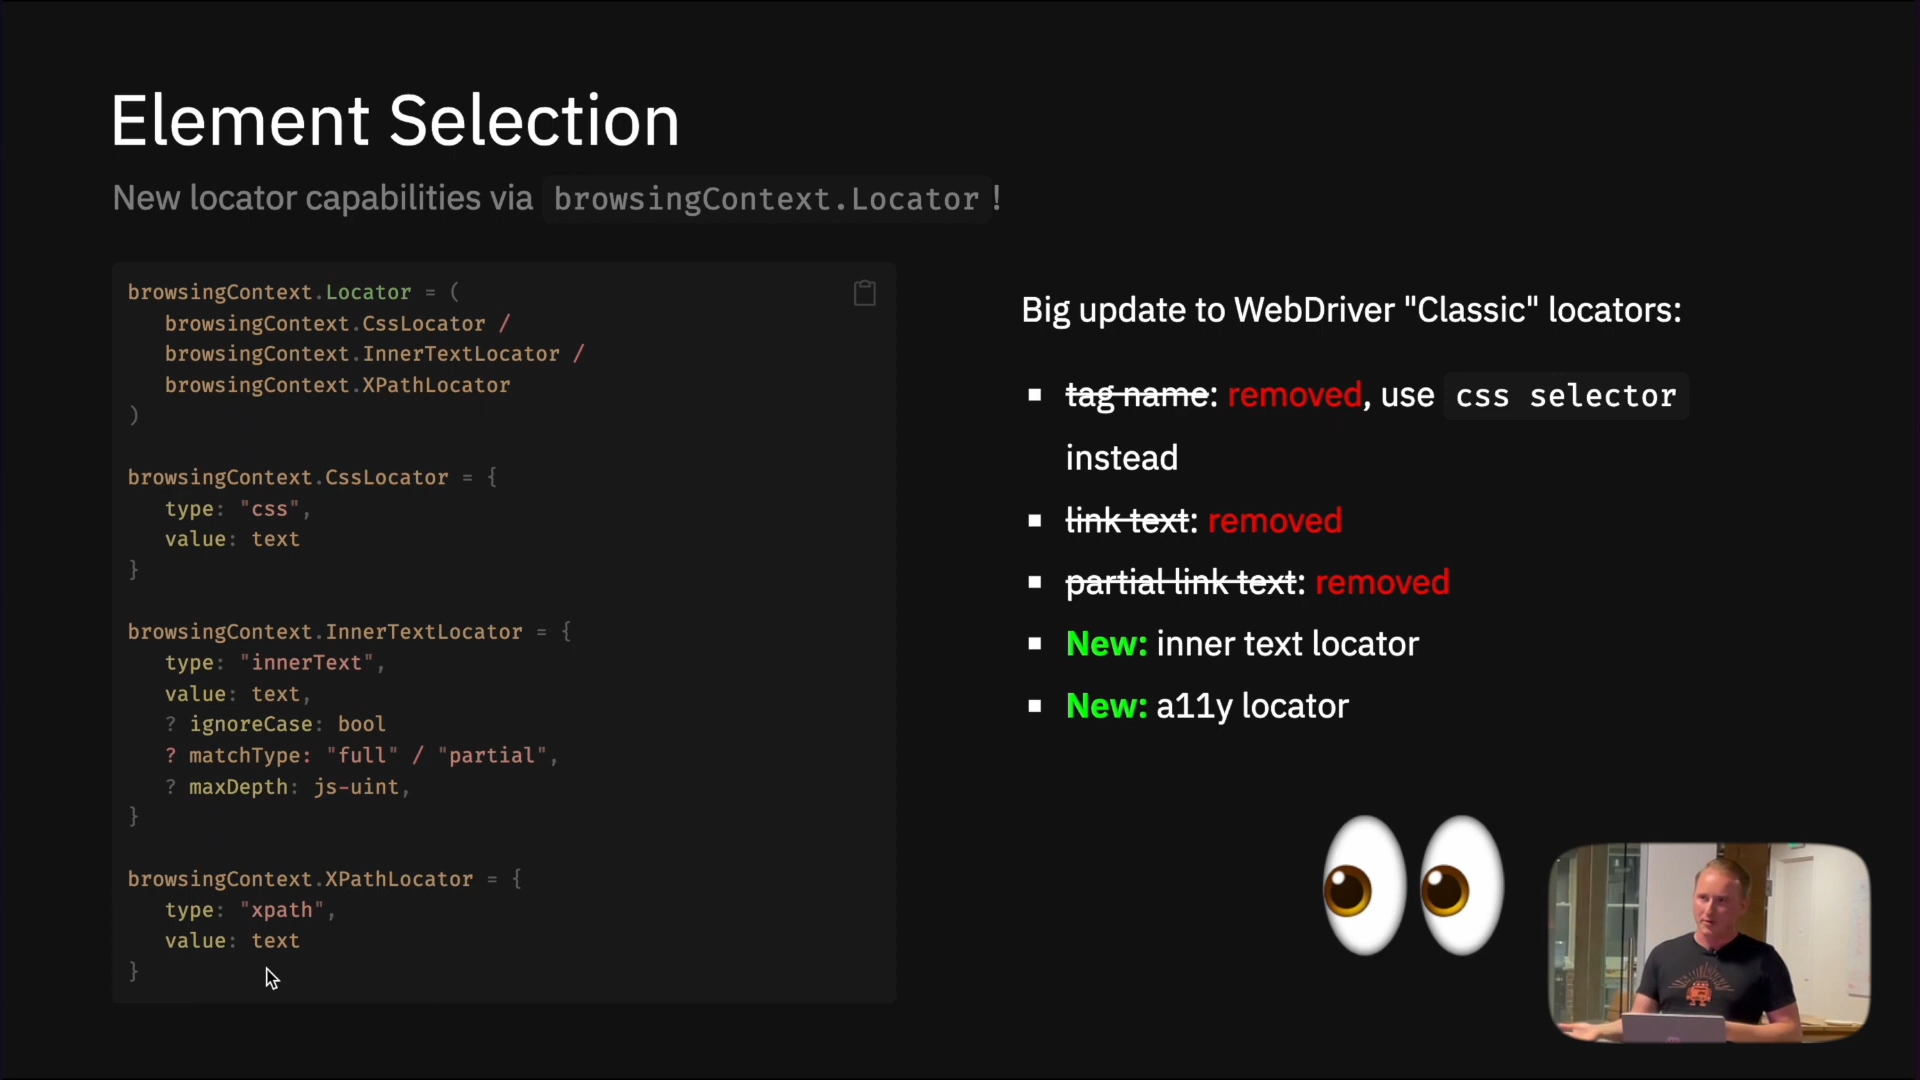 Element Selection
New locator capabilities via browsingContext.Locator !
browsingContext.Locator = (
browsingContext.CssLocator /
browsingContext.InnerTextLocator /
browsingContext.XPathLocator
)
browsingContext.CssLocator = {
type: "css",
value: text
}
browsingContext.InnerTextLocator = {
type: "innerText",
value: text,
? ignoreCase: bool
? matchType: "full" / "partial",
? maxDepth: js-uint,
}
browsingContext.XPathLocator = {
type: "xpath",
value: text
}
Big update to WebDriver "Classic" locators:
tag name: removed, use css selector
instead
link text: removed
partial link text: removed
New: inner text locator
New: a11y locator